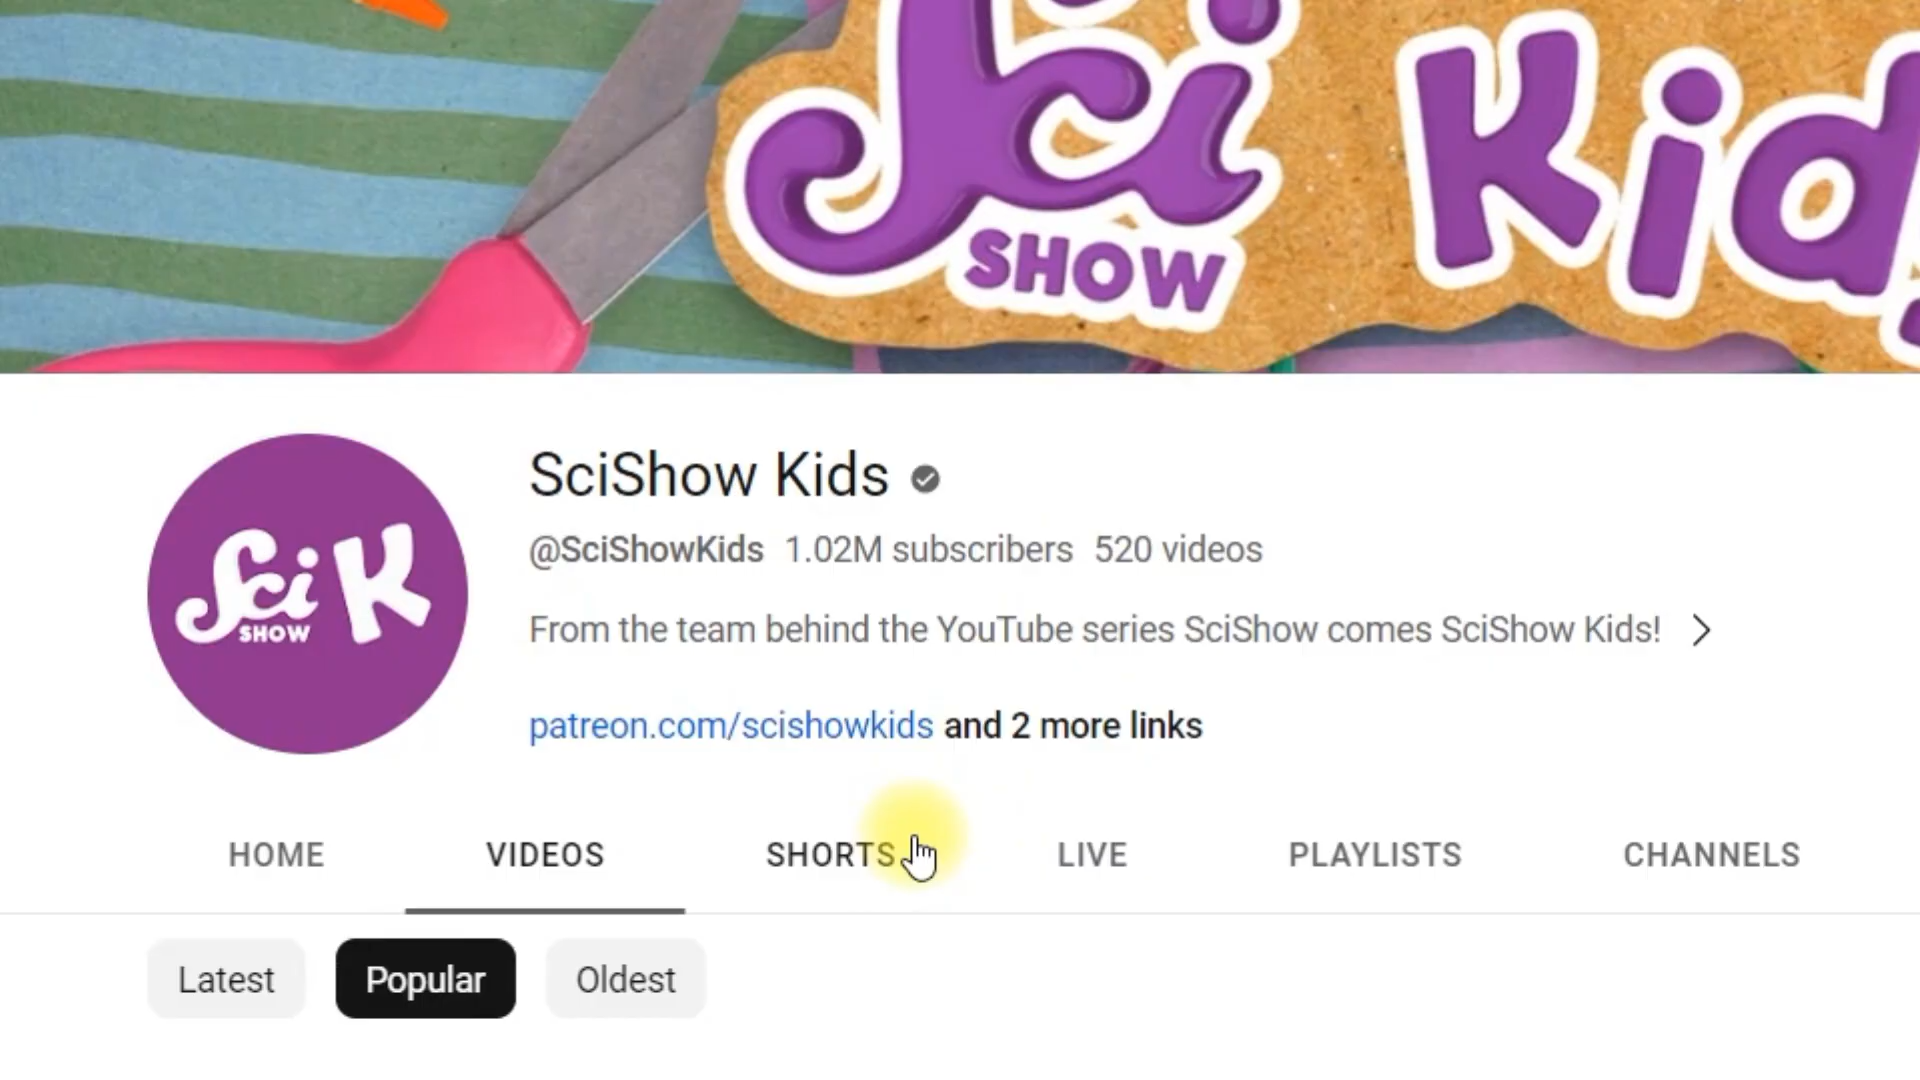 Sci Kids
SHOW
SciShow Kids
@SciShowKids 1.02M subscribers 520 videos
Sci K
SHOW
From the team behind the YouTube series SciShow comes SciShow Kids!
patreon.com/scishowkids and 2 more links
HOME VIDEOS SHORTS LIVE PLAYLISTS CHANNELS
Latest Popular Oldest